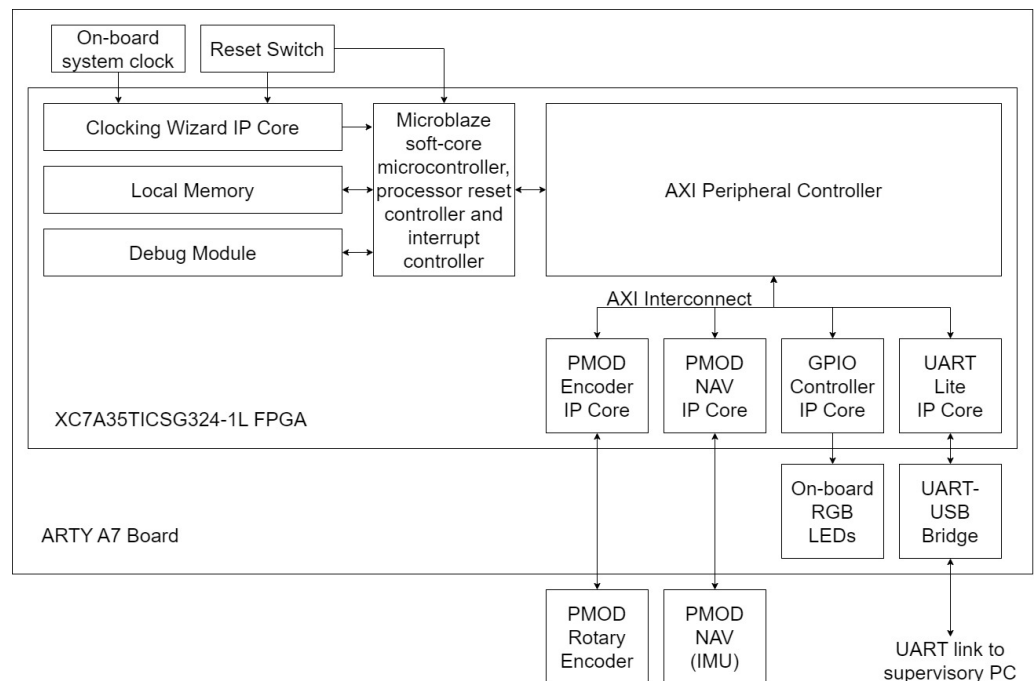 On-board
system clock
Reset Switch
Clocking Wizard IP Core
Local Memory
Debug Module
Microblaze
soft-core
microcontroller,
processor reset
controller and
interrupt
controller
AXI Peripheral Controller
AXI Interconnect
PMOD
Encoder
IP Core
PMOD
NAV
IP Core
GPIO
Controller
IP Core
UART
Lite
IP Core
XC7A35TICSG324-1L FPGA
On-board
RGB
LEDs
UART-
USB
Bridge
ARTY A7 Board
PMOD
Rotary
Encoder
PMOD
NAV
(IMU)
UART link to
supervisory PC